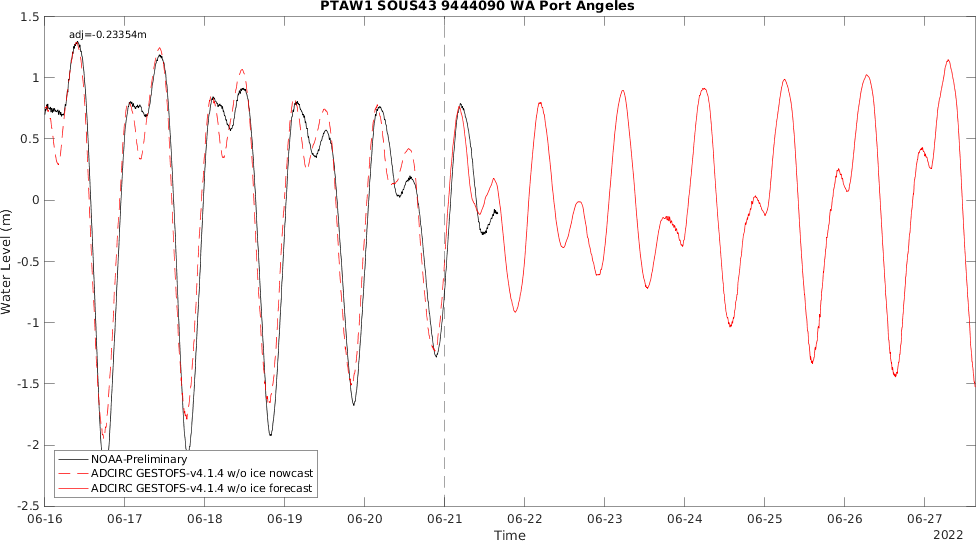 PTAW1 SOUS43 9444090 WA Port Angeles
adj=-0.23354m
1.5
1
0.5
0
-0.5
-1
-1.5
-2
-2.5
Water Level (m)
NOAA-Preliminary
ADCIRC GESTOFS-v4.1.4 w/o ice nowcast
ADCIRC GESTOFS-v4.1.4 w/o ice forecast
06-16 06-17 06-18 06-19 06-20 06-21 06-22 06-23 06-24 06-25 06-26 06-27
Time
2022